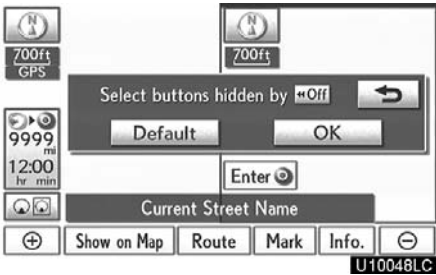 N N
700ft 700ft
GPS
Select buttons hidden by Off
Default OK
9999
mi
12:00
hr min
Enter
Current Street Name
Show on Map Route Mark Info.
U10048LC